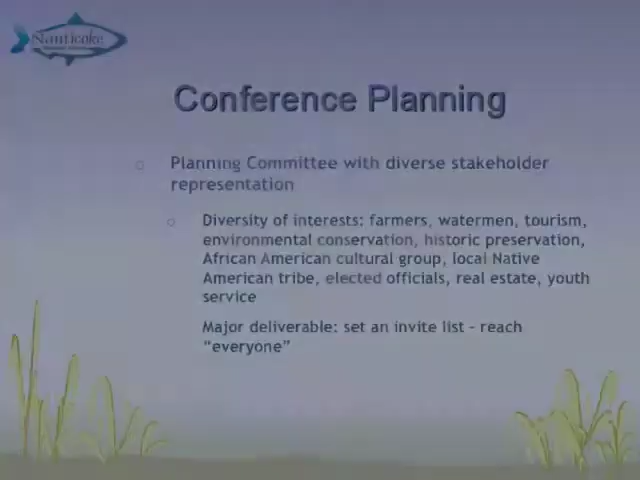 Nanticoke
Conference Planning
Planning Committee with diverse stakeholder
representation
Diversity of interests: farmers, watermen, tourism,
environmental conservation, historic preservation,
African American cultural group, local Native
American tribe, elected officials, real estate, youth
service
Major deliverable: set an invite list - reach
“everyone”